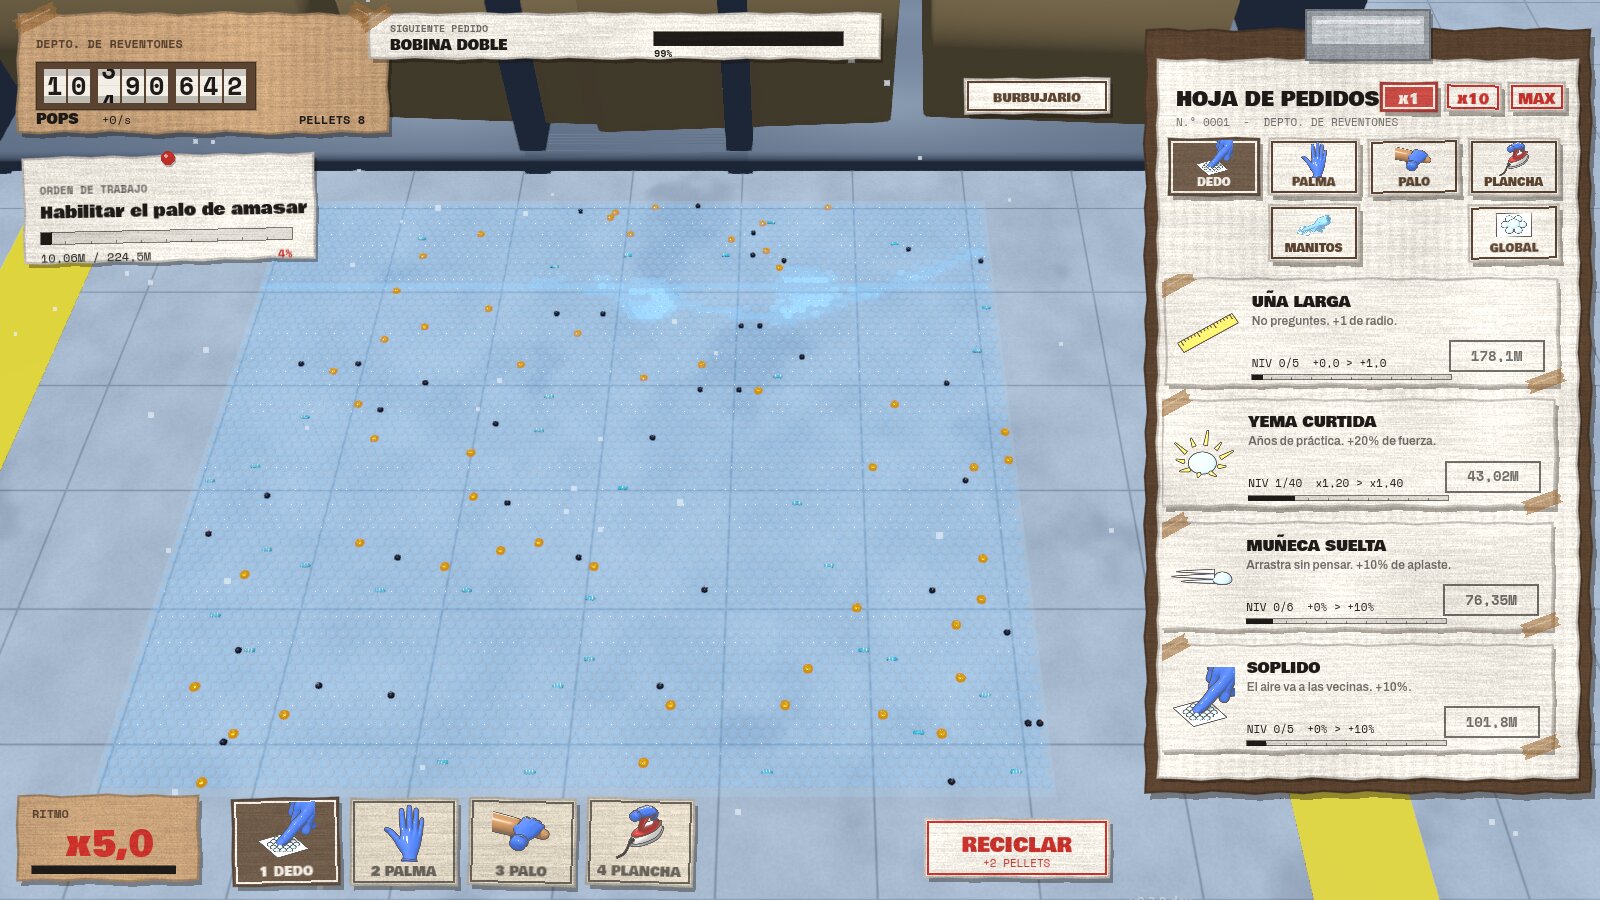 DEPTO. DE REVENTONES
POPS
+0/s
PELLETS 8
SIGUIENTE PEDIDO
BOBINA DOBLE
99%
BURBUJARIO
ORDEN DE TRABAJO
Habilitar el palo de amasar
10.06M / 224.5M
4%
HOJA DE PEDIDOS
x1
x10
MAX
N.° 0001 - DEPTO. DE REVENTONES
DEDO
PALMA
PALO
PLANCHA
MANITOS
GLOBAL
UÑA LARGA
No preguntes. +1 de radio.
NIV 0/5 +0,0 > +1,0
178,1M
YEMA CURTIDA
Años de práctica. +20% de fuerza.
NIV 1/40 x1,20 > x1,40
43,02M
MUÑECA SUELTA
Arrastra sin pensar. +10% de aplaste.
NIV 0/6 +0% > +10%
76,35M
SOPLIDO
El aire va a las vecinas. +10%.
NIV 0/5 +0% > +10%
101,8M
RITMO
x5,0
1 DEDO
2 PALMA
3 PALO
4 PLANCHA
RECICLAR
+2 PELLETS